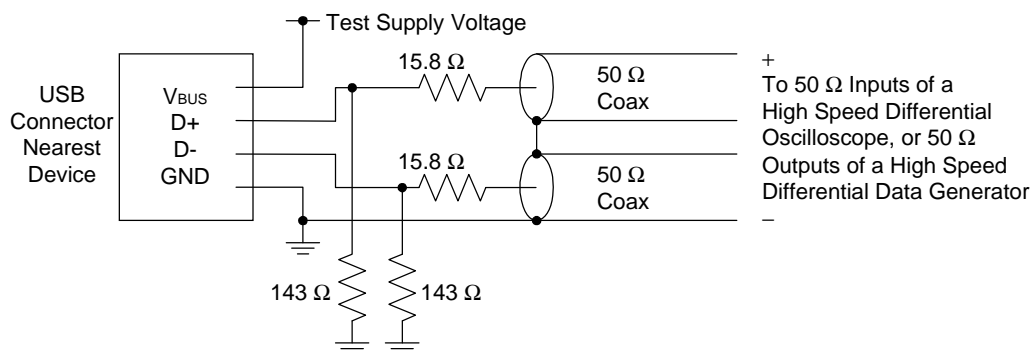 Test Supply Voltage
USB
Connector
Nearest
Device
VBUS
D+
D-
GND
15.8 Ω
15.8 Ω
50 Ω
Coax
50 Ω
Coax
+
To 50 Ω Inputs of a
High Speed Differential
Oscilloscope, or 50 Ω
Outputs of a High Speed
Differential Data Generator
−
143 Ω
143 Ω